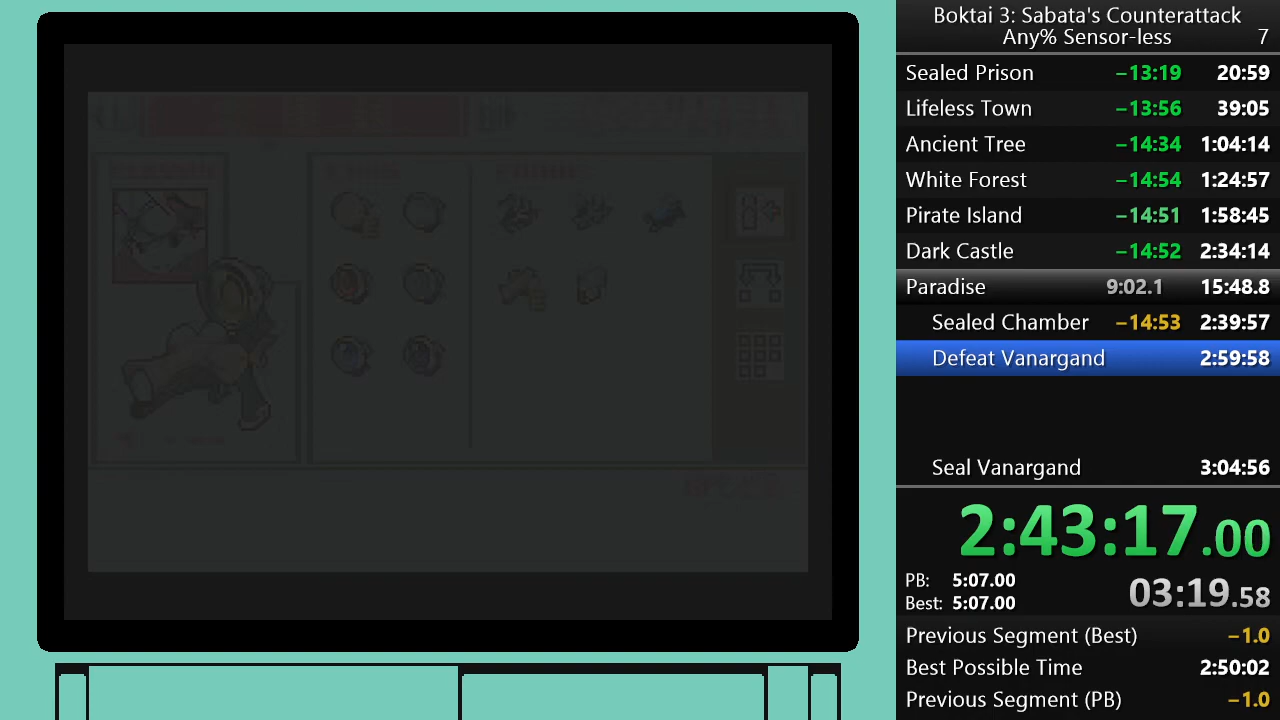 Boktai 3: Sabata's Counterattack
Any% Sensor-less 7
Sealed Prison −13:19 20:59
Lifeless Town −13:56 39:05
Ancient Tree −14:34 1:04:14
White Forest −14:54 1:24:57
Pirate Island −14:51 1:58:45
Dark Castle −14:52 2:34:14
Paradise 9:02.1 15:48.8
Sealed Chamber −14:53 2:39:57
Defeat Vanargand 2:59:58
Seal Vanargand 3:04:56
2:43:17.00
PB: 5:07.00
Best: 5:07.00
03:19.58
Previous Segment (Best) −1.0
Best Possible Time 2:50:02
Previous Segment (PB) −1.0